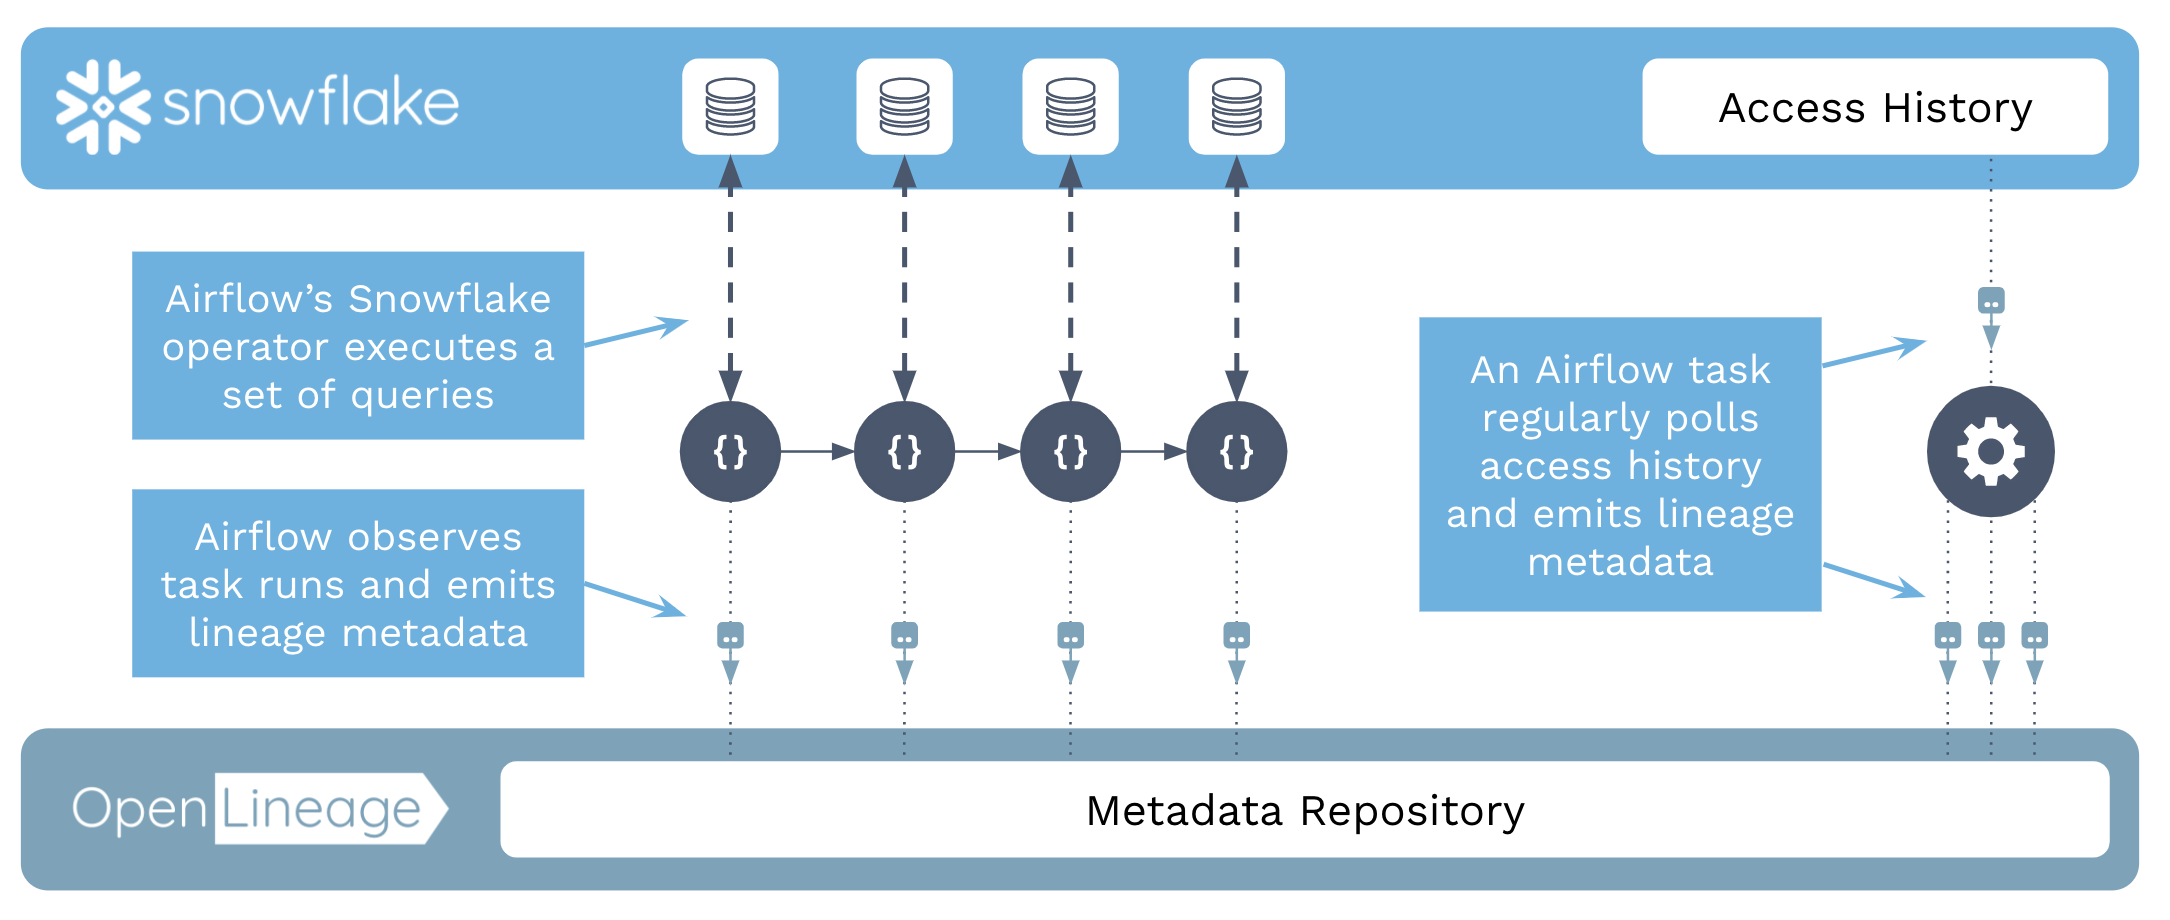 snowflake
Access History
Airflow’s Snowflake
operator executes a
set of queries
An Airflow task
regularly polls
access history
and emits lineage
metadata
{} {} {} {}
Airflow observes
task runs and emits
lineage metadata
OpenLineage
Metadata Repository